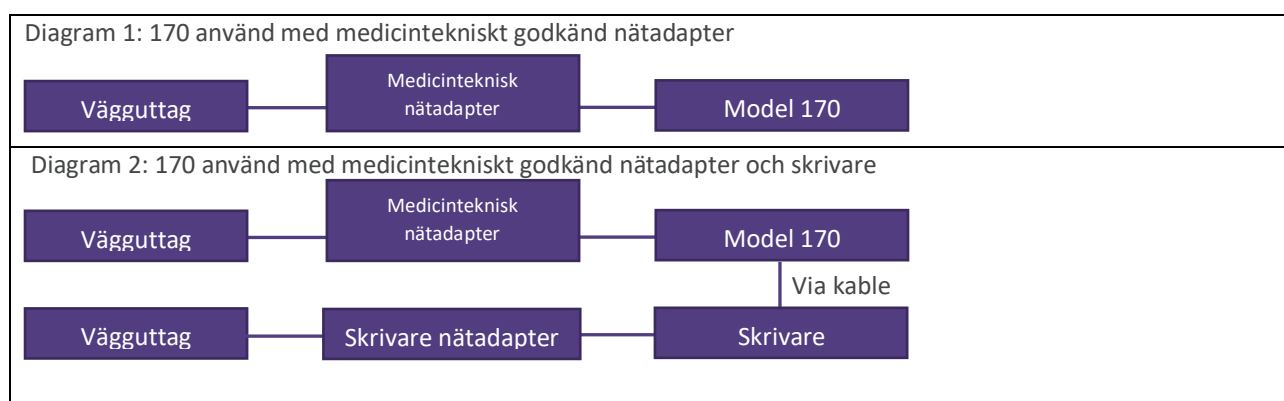 Diagram 1: 170 använd med medicintekniskt godkänd nätadapter
Vägguttag
Medicinteknisk
nätadapter
Model 170
Diagram 2: 170 använd med medicintekniskt godkänd nätadapter och skrivare
Vägguttag
Medicinteknisk
nätadapter
Model 170
Via kable
Vägguttag
Skrivare nätadapter
Skrivare